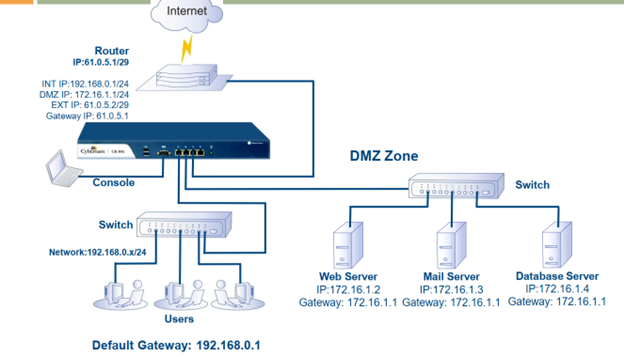 Internet
Router
IP:61.0.5.1/29
INT IP:192.168.0.1/24
DMZ IP: 172.16.1.1/24
EXT IP: 61.0.5.2/29
Gateway IP: 61.0.5.1
Cyberoam
DMZ Zone
Console
Switch
Switch
Network:192.168.0.x/24
Web Server
IP:172.16.1.2
Gateway: 172.16.1.1
Mail Server
IP:172.16.1.3
Gateway: 172.16.1.1
Database Server
IP:172.16.1.4
Gateway: 172.16.1.1
Users
Default Gateway: 192.168.0.1